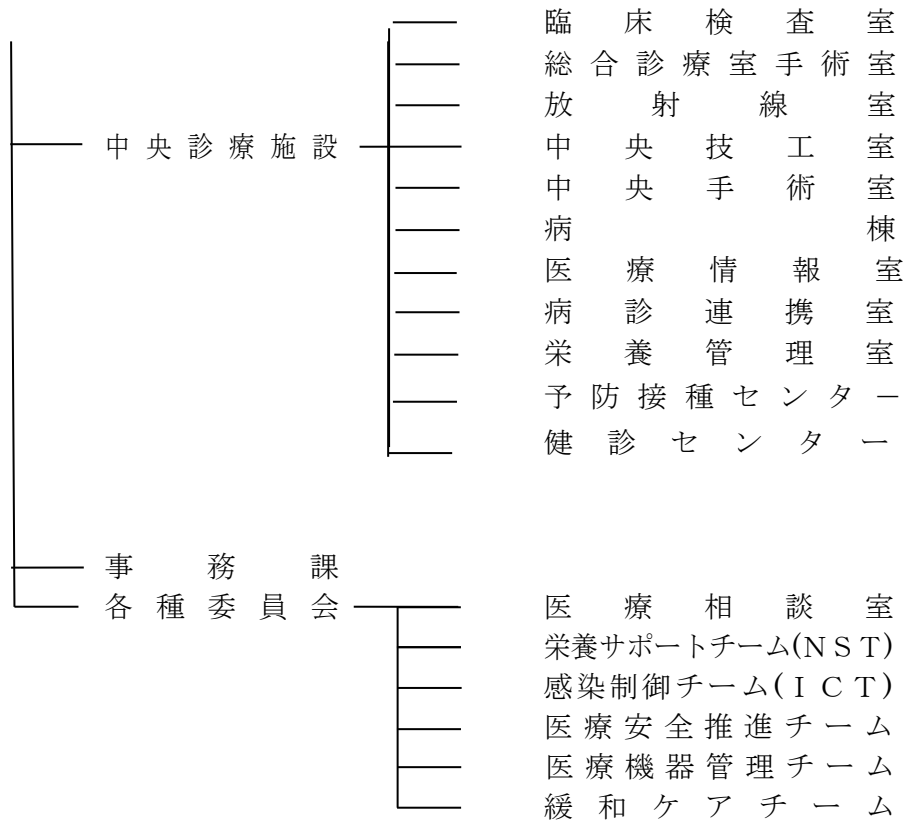 臨床検査室
総合診療室手術室
放射線室
中央診療施設 中央技工室
中央手術室
病棟
医療情報室
病診連携室
栄養管理室
予防接種センター
健診センター
事務課
各種委員会 医療相談室
栄養サポートチーム(NST)
感染制御チーム(ICT)
医療安全推進チーム
医療機器管理チーム
緩和ケアチーム